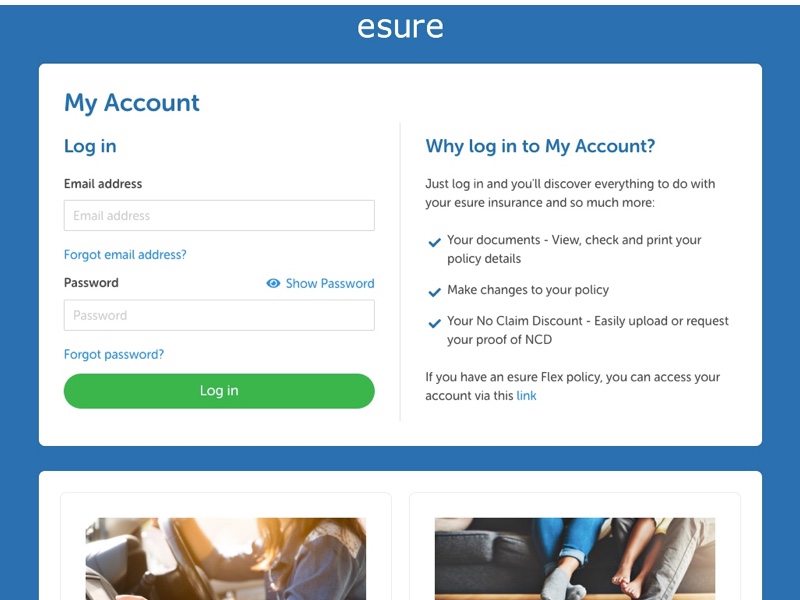 esure
My Account
Log in
Email address
Email address
Forgot email address?
Password
Show Password
Password
Forgot password?
Log in
Why log in to My Account?
Just log in and you'll discover everything to do with
your esure insurance and so much more:
Your documents - View, check and print your
policy details
Make changes to your policy
Your No Claim Discount - Easily upload or request
your proof of NCD
If you have an esure Flex policy, you can access your
account via this link